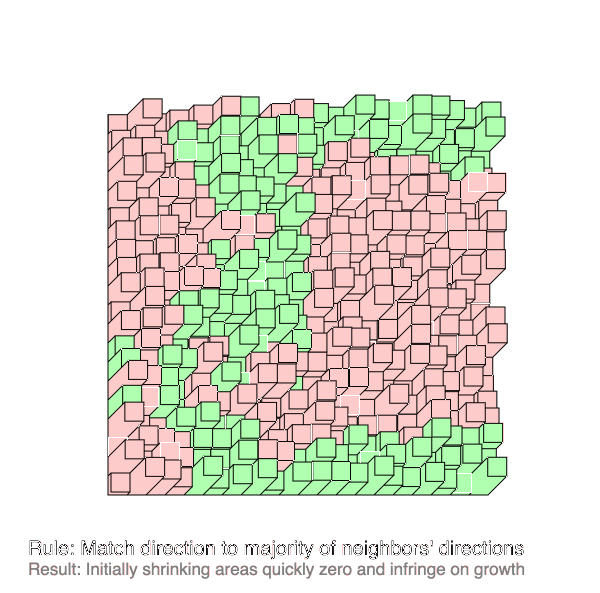 Rule: Match direction to majority of neighbors' directions
Result: Initially shrinking areas quickly zero and infringe on growth